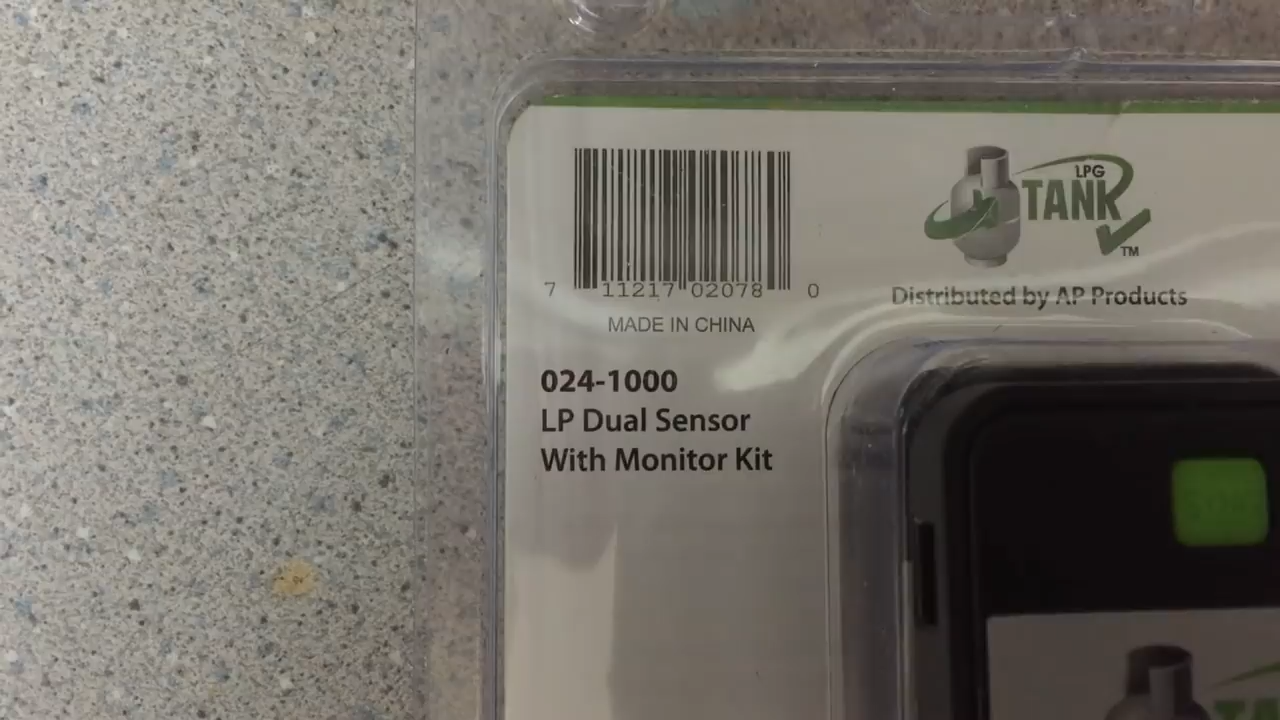 7 11217 02078 0
MADE IN CHINA
024-1000
LP Dual Sensor
With Monitor Kit
LPG
TANK
TM
Distributed by AP Products